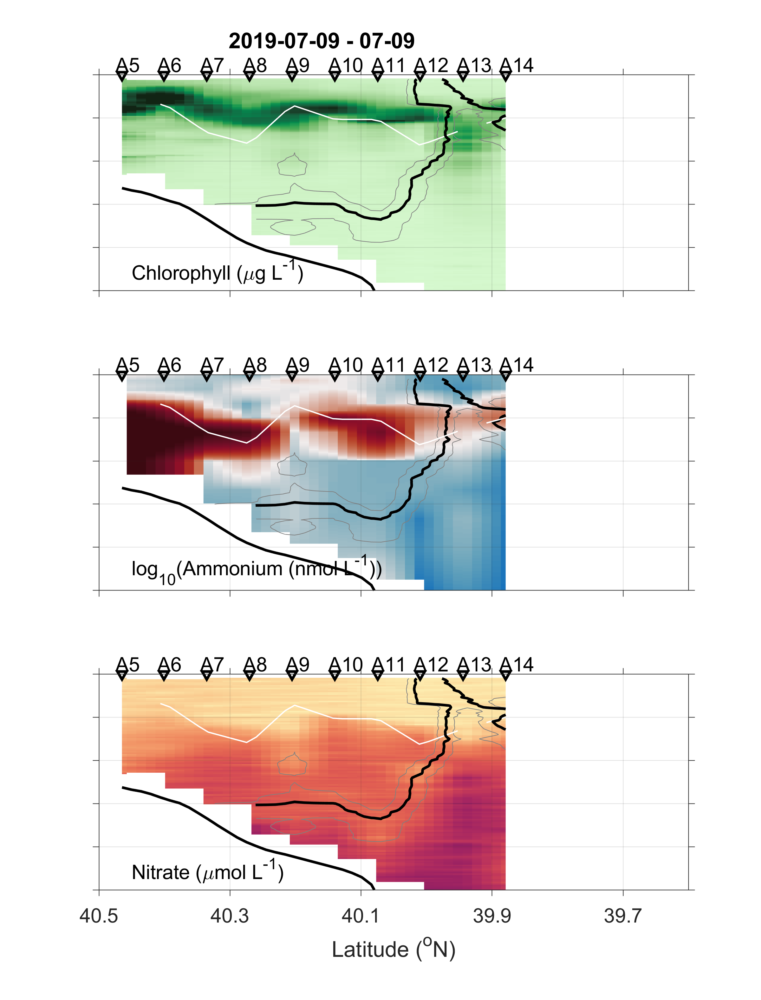 2019-07-09 - 07-09
A5 A6 A7 A8 A9 A10 A11 A12 A13 A14
Chlorophyll (μg L⁻¹)
A5 A6 A7 A8 A9 A10 A11 A12 A13 A14
log₁₀(Ammonium (nmol L⁻¹))
A5 A6 A7 A8 A9 A10 A11 A12 A13 A14
Nitrate (μmol L⁻¹)
40.5 40.3 40.1 39.9 39.7
Latitude (ᵒN)